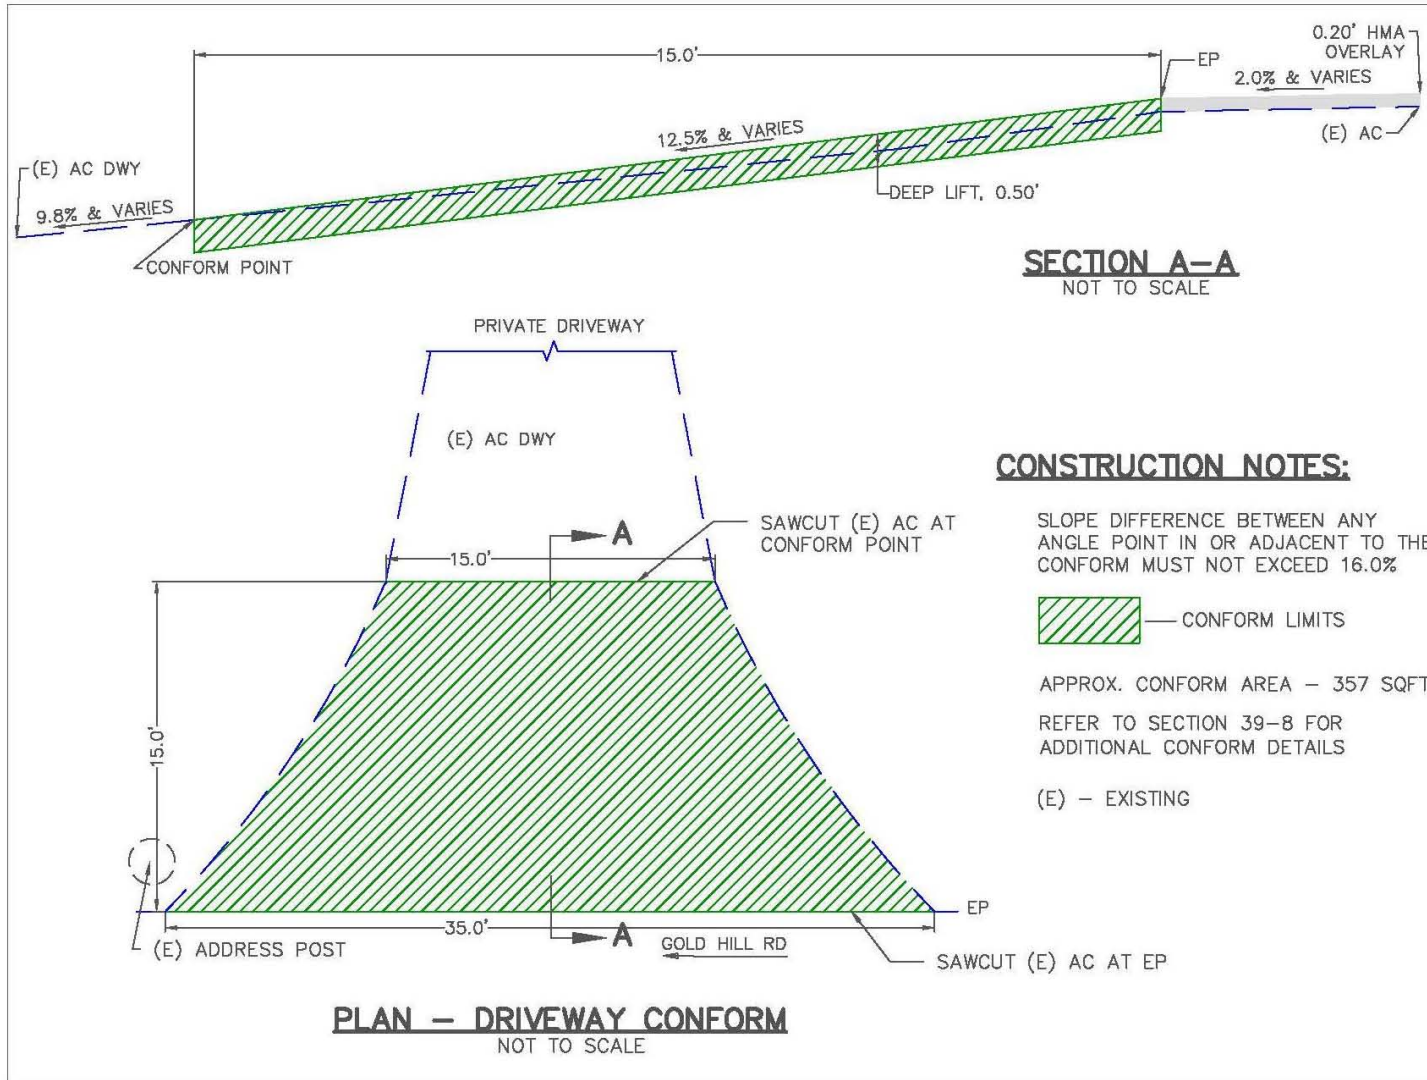 15.0'
0.20' HMA
OVERLAY
EP
2.0% & VARIES
(E) AC
12.5% & VARIES
(E) AC DWY
9.8% & VARIES
DEEP LIFT, 0.50'
CONFORM POINT
SECTION A-A
NOT TO SCALE
PRIVATE DRIVEWAY
(E) AC DWY
A
SAWCUT (E) AC AT
CONFORM POINT
15.0'
15.0'
35.0'
A
EP
(E) ADDRESS POST
GOLD HILL RD
SAWCUT (E) AC AT EP
PLAN - DRIVEWAY CONFORM
NOT TO SCALE
CONSTRUCTION NOTES:
SLOPE DIFFERENCE BETWEEN ANY
ANGLE POINT IN OR ADJACENT TO THE
CONFORM MUST NOT EXCEED 16.0%
CONFORM LIMITS
APPROX. CONFORM AREA - 357 SQFT
REFER TO SECTION 39-8 FOR
ADDITIONAL CONFORM DETAILS
(E) - EXISTING